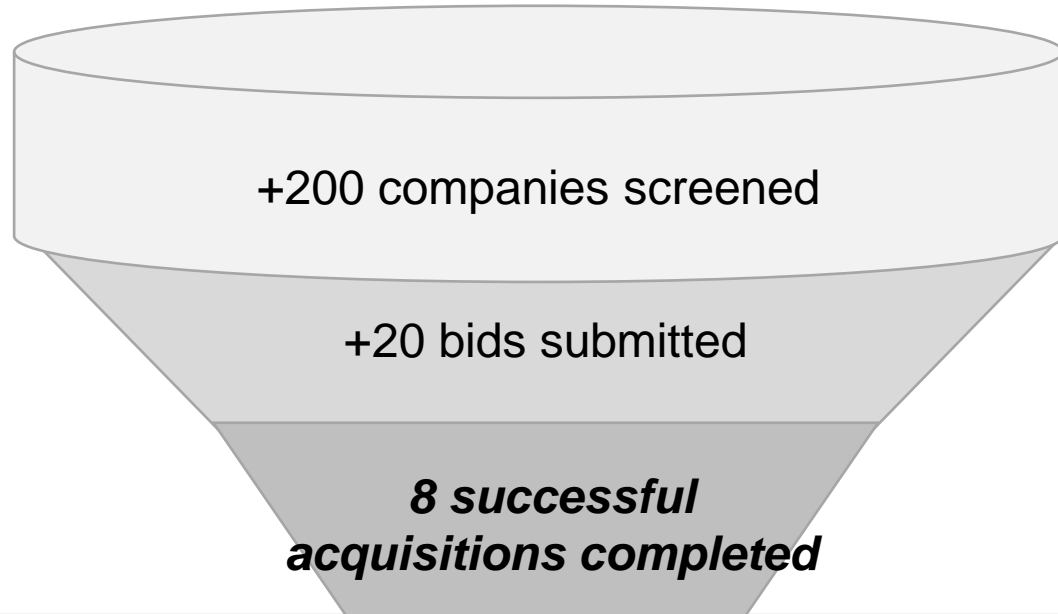 +200 companies screened
+20 bids submitted
8 successful
acquisitions completed